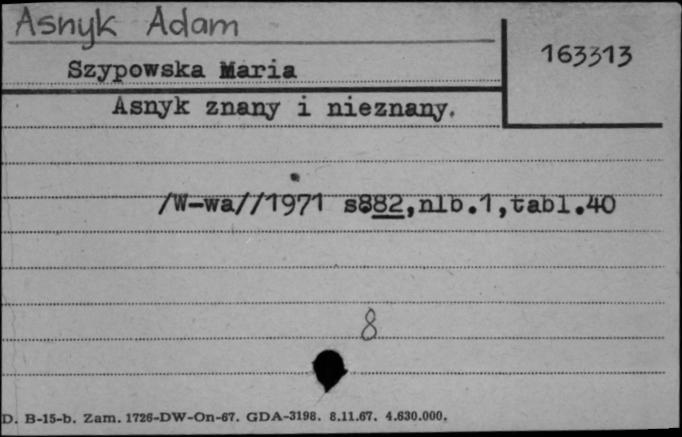 Asnyk Adam
163313
Szypowska Maria
Asnyk znany i nieznany.
/W-wa//1971 s882,nlb.1,tabl.40
8
D. B-15-b. Zam. 1726-DW-On-67. GDA-3198. 8.11.67. 4.630.000.